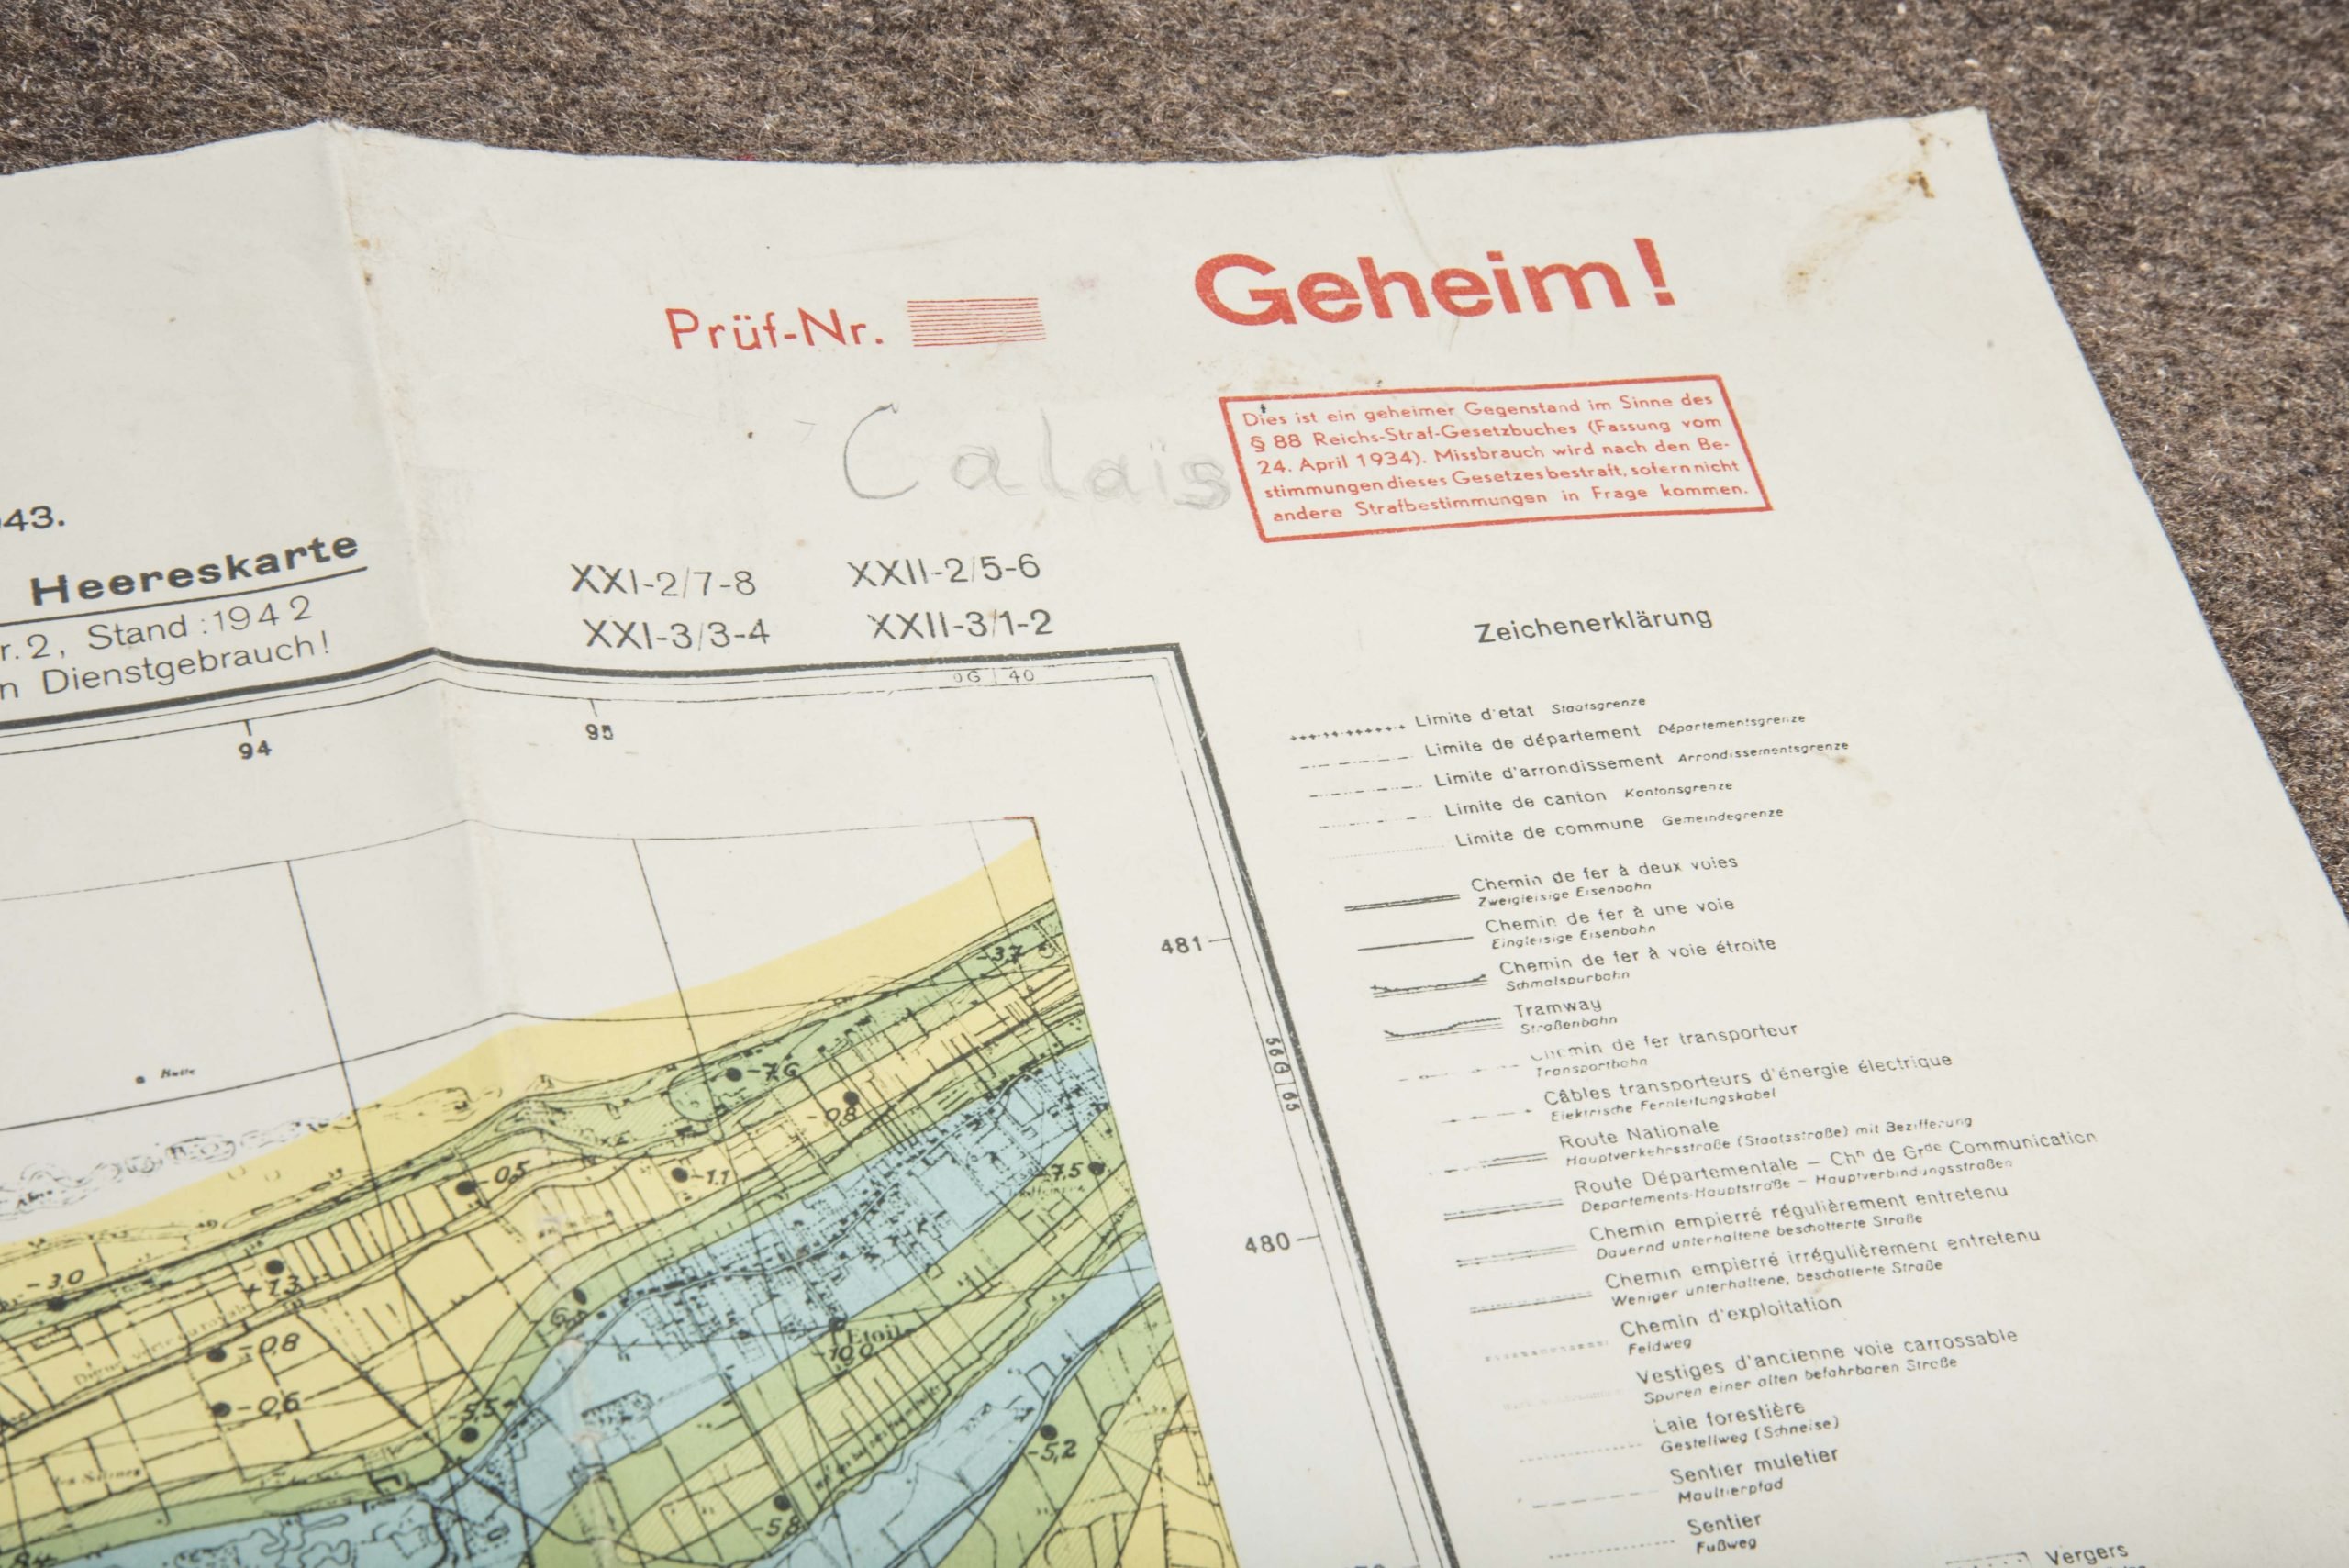 Geheim!
Prüf-Nr.
Calais
Dies ist ein geheimer Gegenstand im Sinne des
§ 88 Reichs-Straf-Gesetzbuches (Fassung vom
24. April 1934). Missbrauch wird nach den Be-
stimmungen dieses Gesetzes bestraft, sofern nicht
andere Strafbestimmungen in Frage kommen.
43.
Heereskarte
r. 2, Stand : 1942
n Dienstgebrauch!
XXI-2/7-8 XXII-2/5-6
XXI-3/3-4 XXII-3/1-2
0G 40
94 95
481
56G 65
480
Zeichenerklärung
Limite d'etat Staatsgrenze
Limite de département Départementsgrenze
Limite d'arrondissement Arrondissementsgrenze
Limite de canton Kantonsgrenze
Limite de commune Gemeindegrenze
Chemin de fer à deux voies
Zweigleisige Eisenbahn
Chemin de fer à une voie
Eingleisige Eisenbahn
Chemin de fer à voie étroite
Schmalspurbahn
Tramway
Straßenbahn
Chemin de fer transporteur
Transportbahn
Câbles transporteurs d'énergie électrique
Elektrische Fernleitungskabel
Route Nationale
Hauptverkehrsstraße (Staatsstraße) mit Bezifferung
Route Départementale – Chⁿ de Grᵈᵉ Communication
Departements-Hauptstraße – Hauptverbindungsstraßen
Chemin empierré régulièrement entretenu
Dauernd unterhaltene beschotterte Straße
Chemin empierré irrégulièrement entretenu
Weniger unterhaltene, beschotterte Straße
Chemin d'exploitation
Feldweg
Vestiges d'ancienne voie carrossable
Spuren einer alten befahrbaren Straße
Laie forestière
Gestellweg (Schneise)
Sentier muletier
Maultierpfad
Sentier
Fußweg
Vergers
-3,7
-7,6
-0,8
-0,5
-1,1
-7,5
-3,0
+1,3
-0,8
Etoile
-10,0
-0,6
-5,5
-5,2
les Salines
-5,8